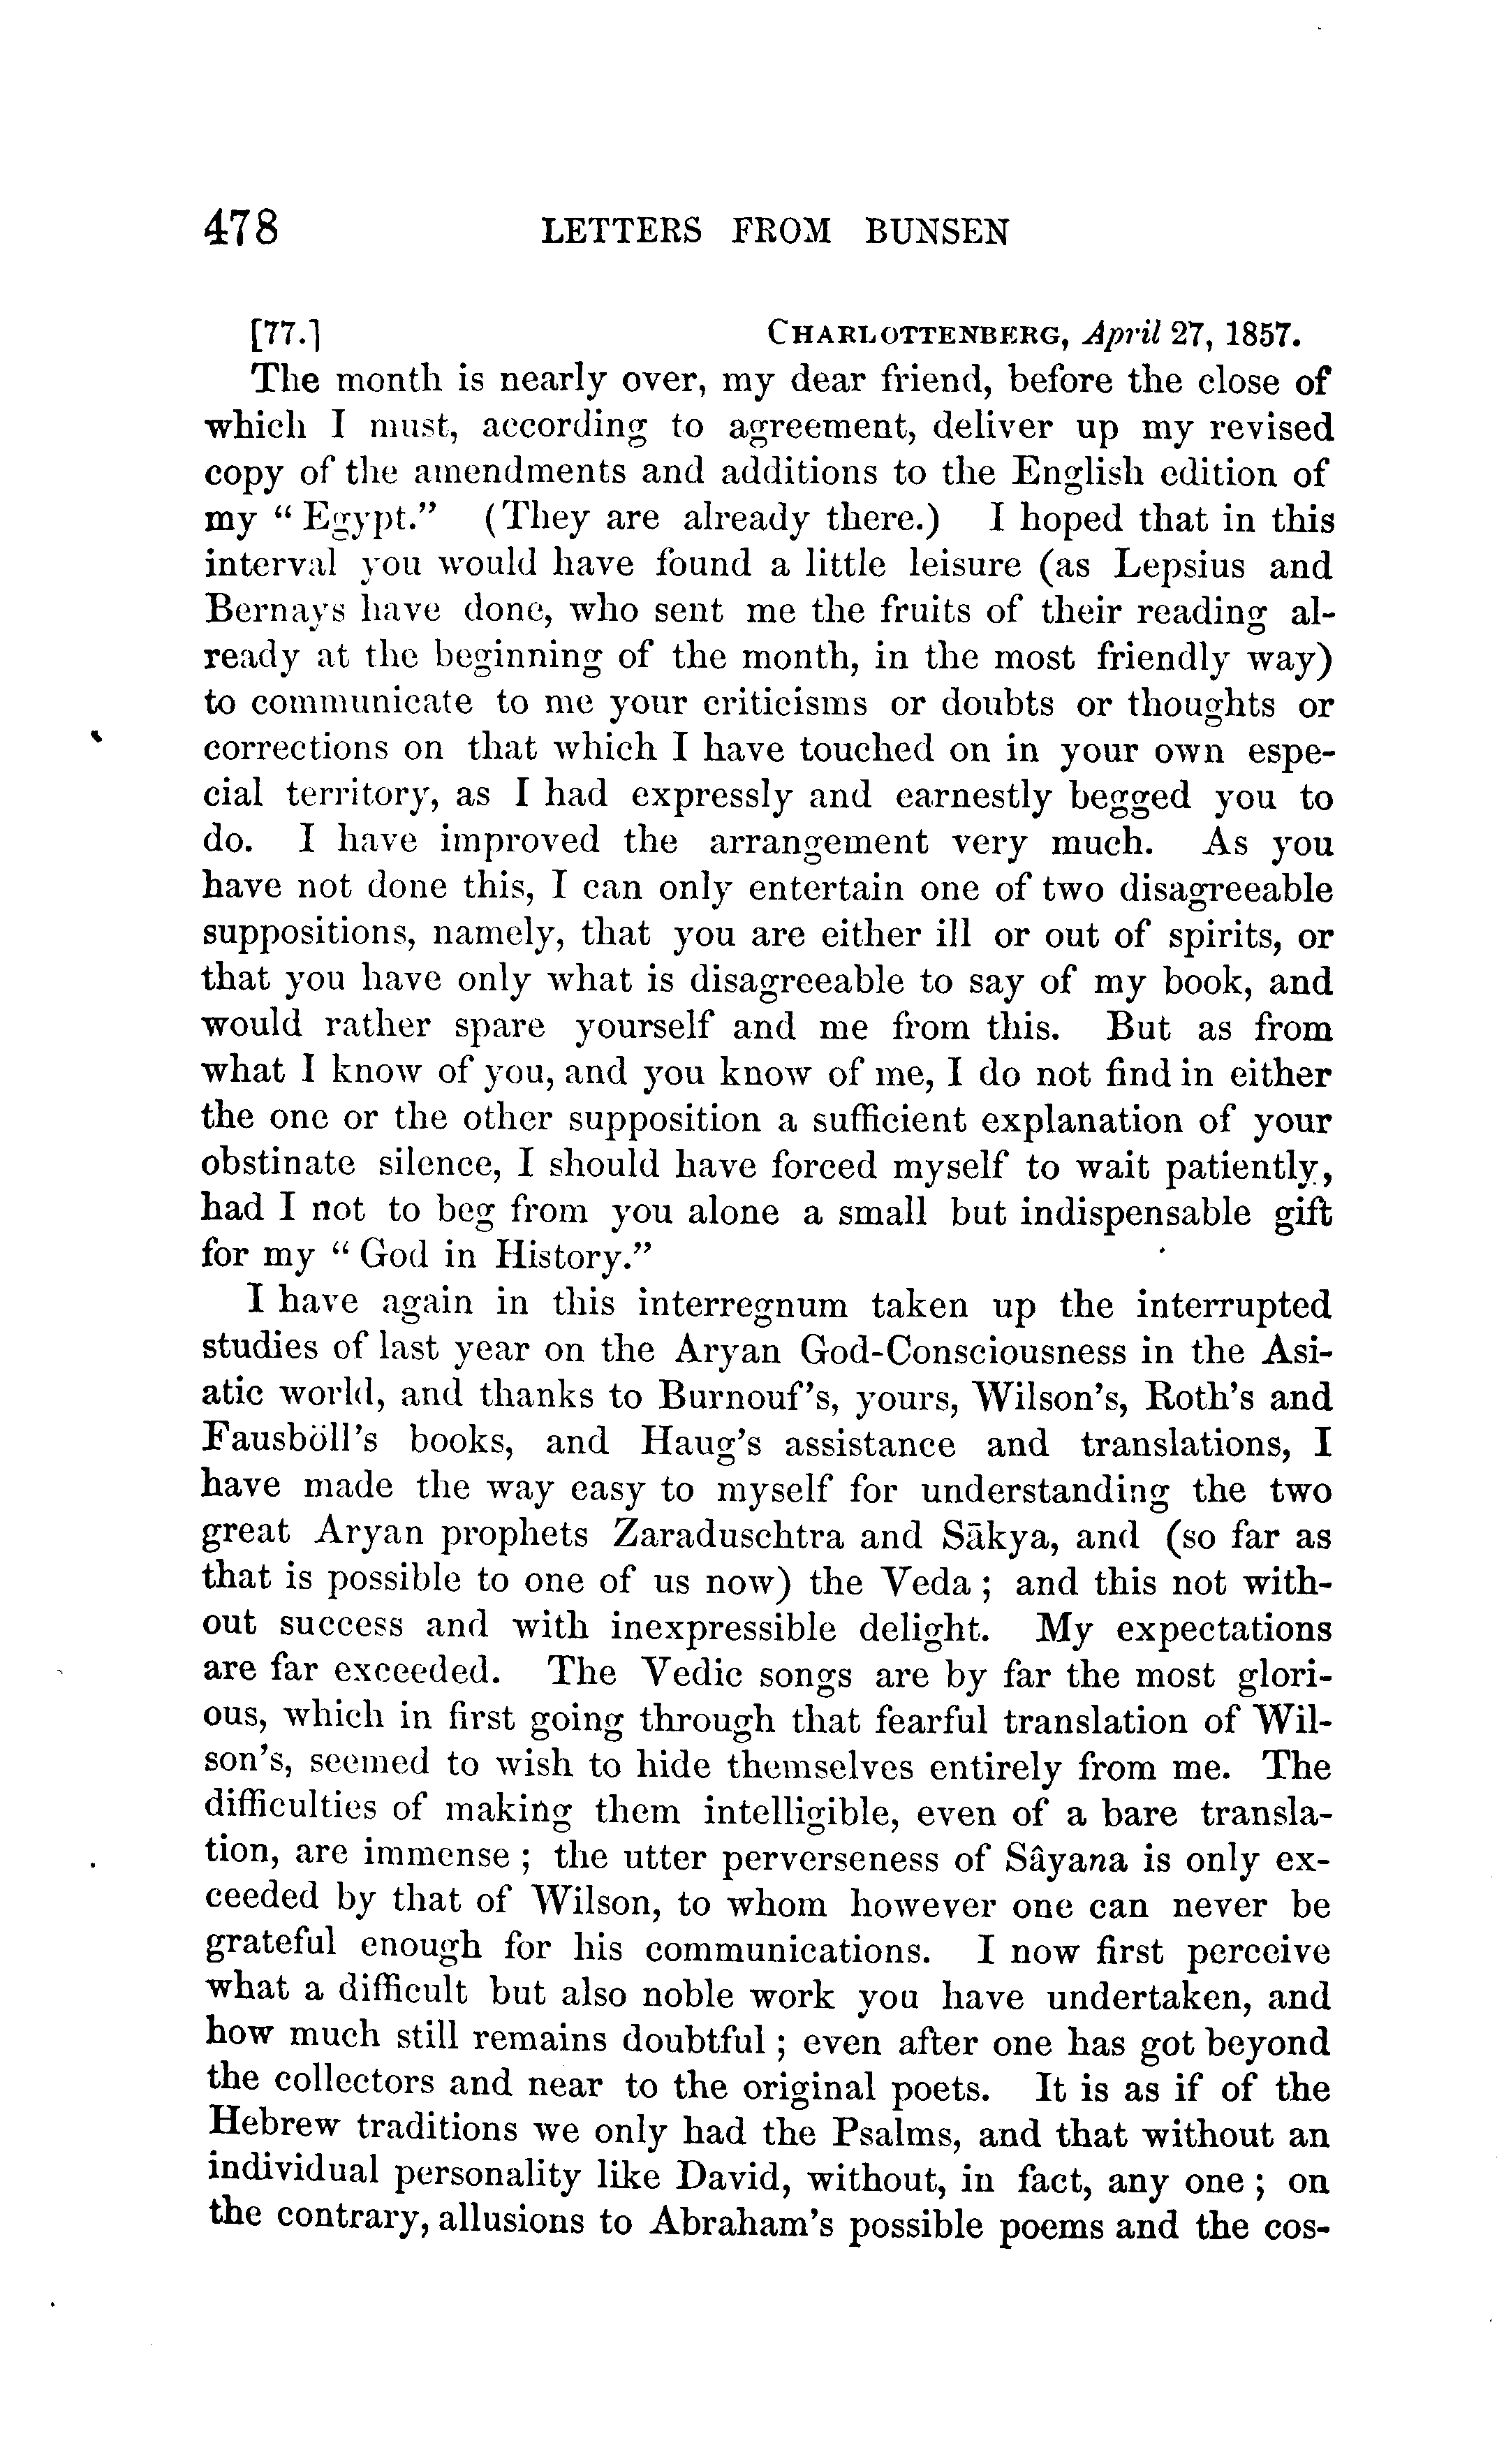 478 LETTERS FROM BUNSEN
[77.] CHARLOTTENBERG, April 27, 1857.
The month is nearly over, my dear friend, before the close of
which I must, according to agreement, deliver up my revised
copy of the amendments and additions to the English edition of
my “ Egypt.” (They are already there.) I hoped that in this
interval you would have found a little leisure (as Lepsius and
Bernays have done, who sent me the fruits of their reading al-
ready at the beginning of the month, in the most friendly way)
to communicate to me your criticisms or doubts or thoughts or
corrections on that which I have touched on in your own espe-
cial territory, as I had expressly and earnestly begged you to
do. I have improved the arrangement very much. As you
have not done this, I can only entertain one of two disagreeable
suppositions, namely, that you are either ill or out of spirits, or
that you have only what is disagreeable to say of my book, and
would rather spare yourself and me from this. But as from
what I know of you, and you know of me, I do not find in either
the one or the other supposition a sufficient explanation of your
obstinate silence, I should have forced myself to wait patiently,
had I not to beg from you alone a small but indispensable gift
for my “ God in History.”
I have again in this interregnum taken up the interrupted
studies of last year on the Aryan God-Consciousness in the Asi-
atic world, and thanks to Burnouf's, yours, Wilson's, Roth's and
Fausböll's books, and Haug's assistance and translations, I
have made the way easy to myself for understanding the two
great Aryan prophets Zaraduschtra and Sākya, and (so far as
that is possible to one of us now) the Veda ; and this not with-
out success and with inexpressible delight. My expectations
are far exceeded. The Vedic songs are by far the most glori-
ous, which in first going through that fearful translation of Wil-
son's, seemed to wish to hide themselves entirely from me. The
difficulties of making them intelligible, even of a bare transla-
tion, are immense ; the utter perverseness of Sâyana is only ex-
ceeded by that of Wilson, to whom however one can never be
grateful enough for his communications. I now first perceive
what a difficult but also noble work you have undertaken, and
how much still remains doubtful ; even after one has got beyond
the collectors and near to the original poets. It is as if of the
Hebrew traditions we only had the Psalms, and that without an
individual personality like David, without, in fact, any one ; on
the contrary, allusions to Abraham's possible poems and the cos-